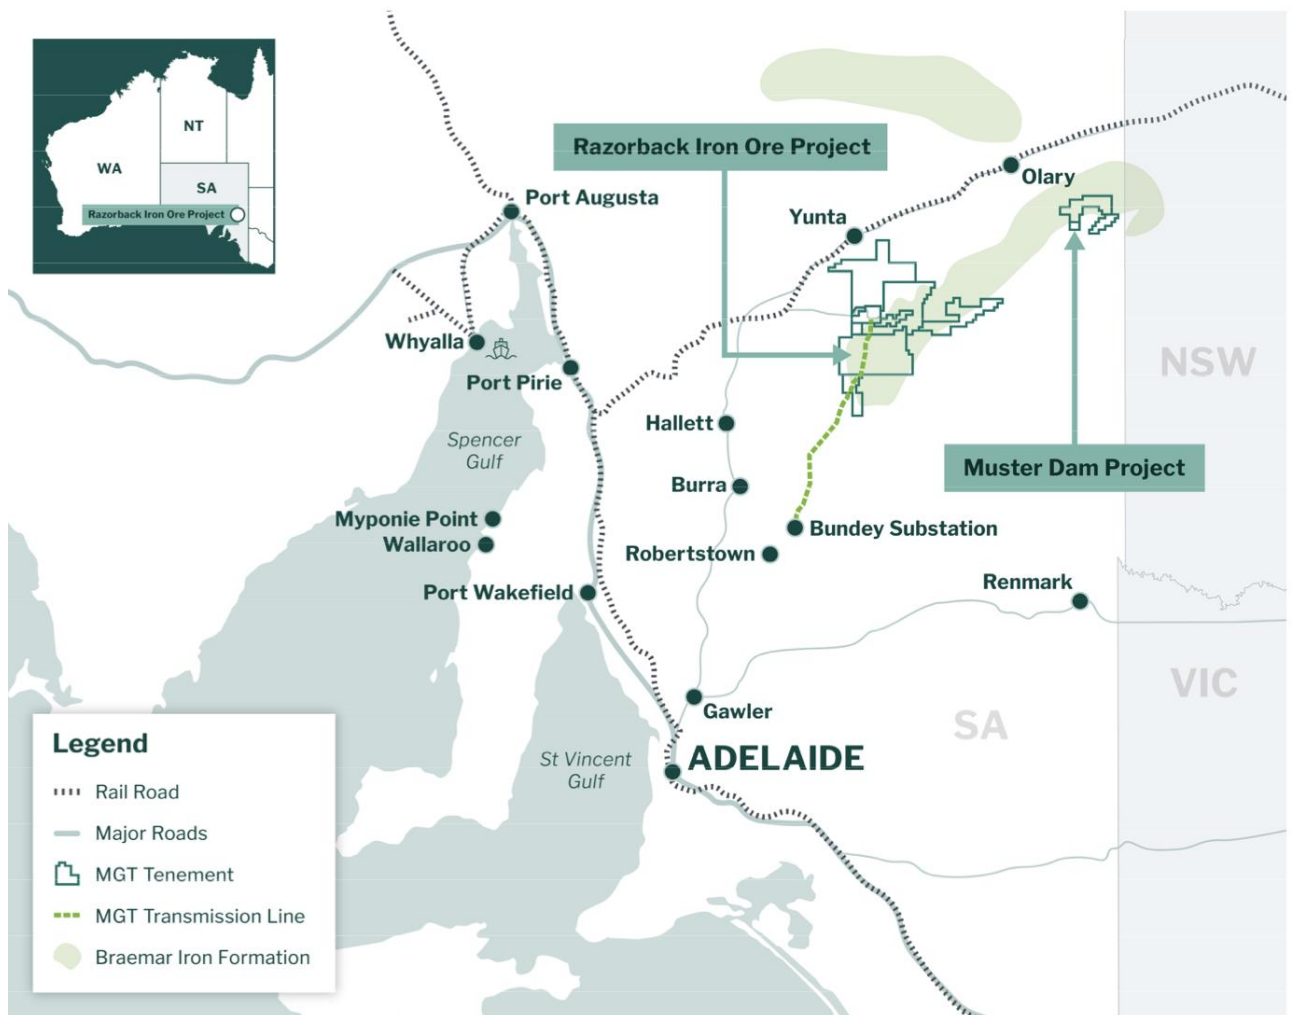 NT
WA
SA
Razorback Iron Ore Project
Razorback Iron Ore Project
Olary
Port Augusta
Yunta
Whyalla
NSW
Port Pirie
Hallett
Spencer
Gulf
Muster Dam Project
Burra
Myponie Point
Bundey Substation
Wallaroo
Robertstown
Renmark
Port Wakefield
VIC
Gawler
SA
ADELAIDE
St Vincent
Gulf
Legend
Rail Road
Major Roads
MGT Tenement
MGT Transmission Line
Braemar Iron Formation